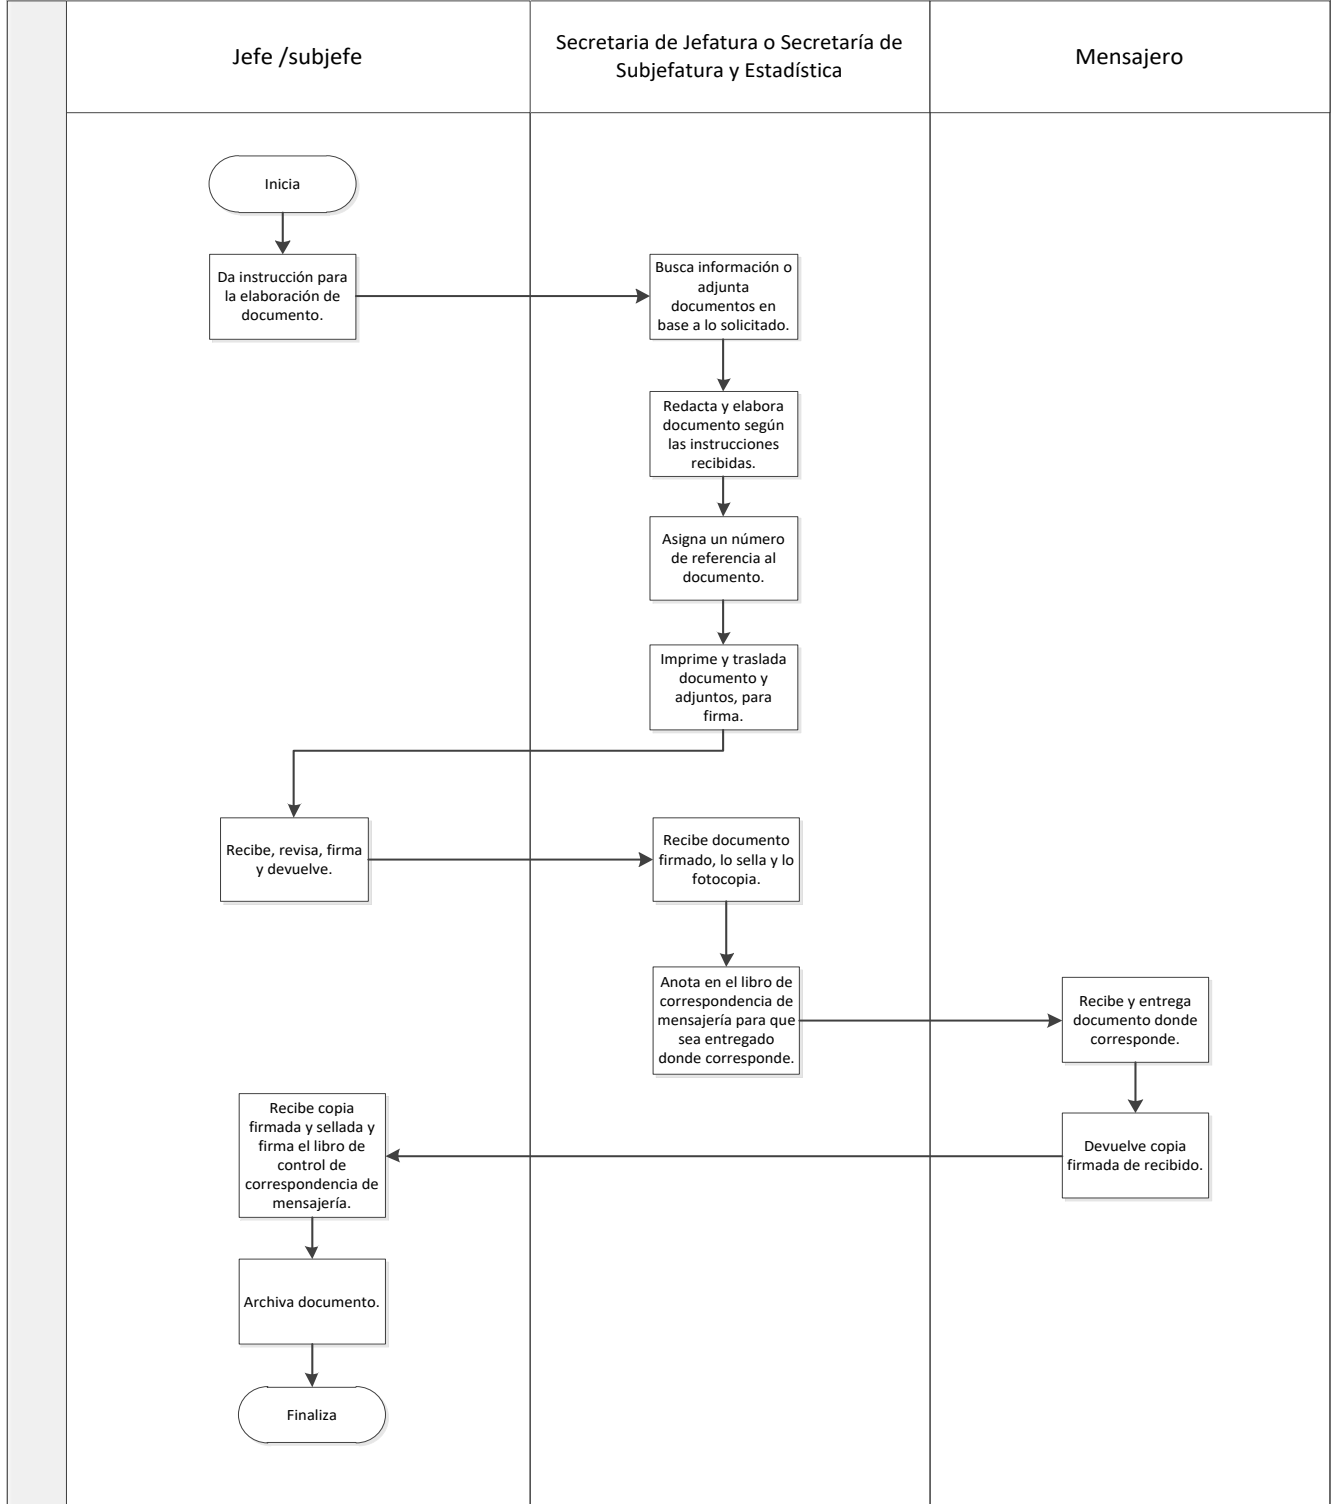 Jefe /subjefe
Secretaria de Jefatura o Secretaría de
Subjefatura y Estadística
Mensajero
Inicia
Da instrucción para
la elaboración de
documento.
Busca información o
adjunta
documentos en
base a lo solicitado.
Redacta y elabora
documento según
las instrucciones
recibidas.
Asigna un número
de referencia al
documento.
Imprime y traslada
documento y
adjuntos, para
firma.
Recibe, revisa, firma
y devuelve.
Recibe documento
firmado, lo sella y lo
fotocopia.
Anota en el libro de
correspondencia de
mensajería para que
sea entregado
donde corresponde.
Recibe y entrega
documento donde
corresponde.
Devuelve copia
firmada de recibido.
Recibe copia
firmada y sellada y
firma el libro de
control de
correspondencia de
mensajería.
Archiva documento.
Finaliza